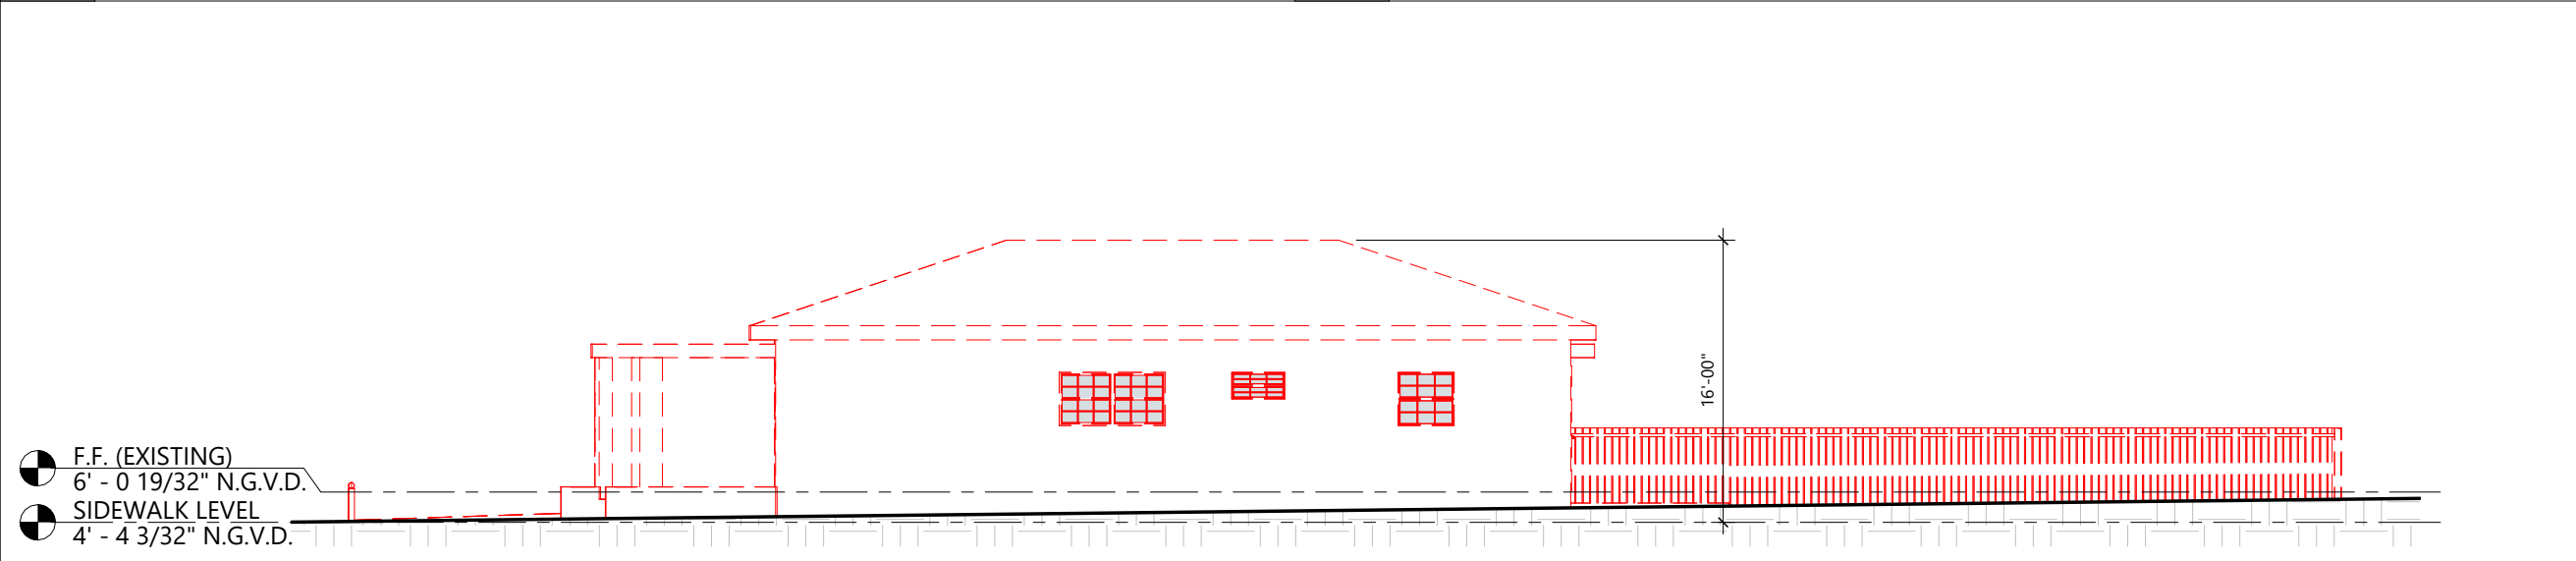 F.F. (EXISTING)
6' - 0 19/32" N.G.V.D.
SIDEWALK LEVEL
4' - 4 3/32" N.G.V.D.
16'-00"